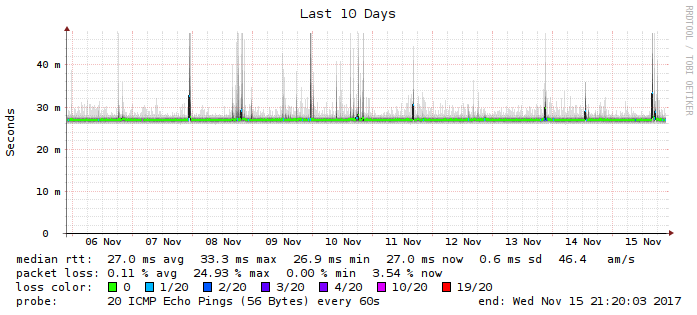 Last 10 Days
RRDTOOL / TOBI OETIKER
Seconds
40 m
30 m
20 m
10 m
0
06 Nov 07 Nov 08 Nov 09 Nov 10 Nov 11 Nov 12 Nov 13 Nov 14 Nov 15 Nov
median rtt: 27.0 ms avg 33.3 ms max 26.9 ms min 27.0 ms now 0.6 ms sd 46.4 am/s
packet loss: 0.11 % avg 24.93 % max 0.00 % min 3.54 % now
loss color: 0 1/20 2/20 3/20 4/20 10/20 19/20
probe: 20 ICMP Echo Pings (56 Bytes) every 60s end: Wed Nov 15 21:20:03 2017